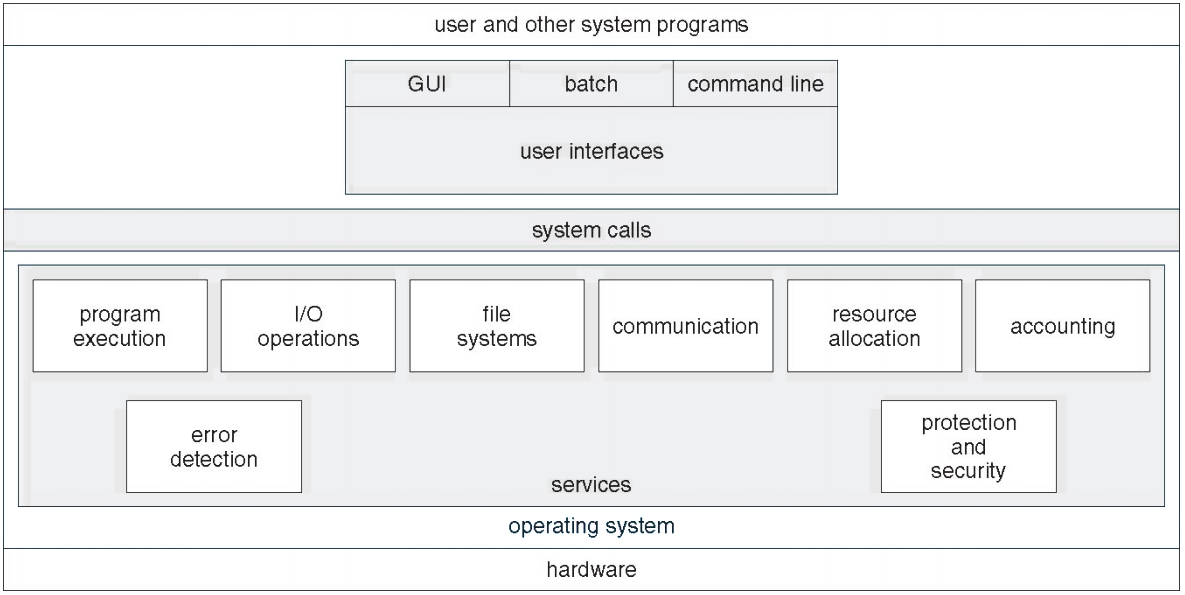 user and other system programs
GUI
batch
command line
user interfaces
system calls
program
execution
I/O
operations
file
systems
communication
resource
allocation
accounting
error
detection
protection
and
security
services
operating system
hardware